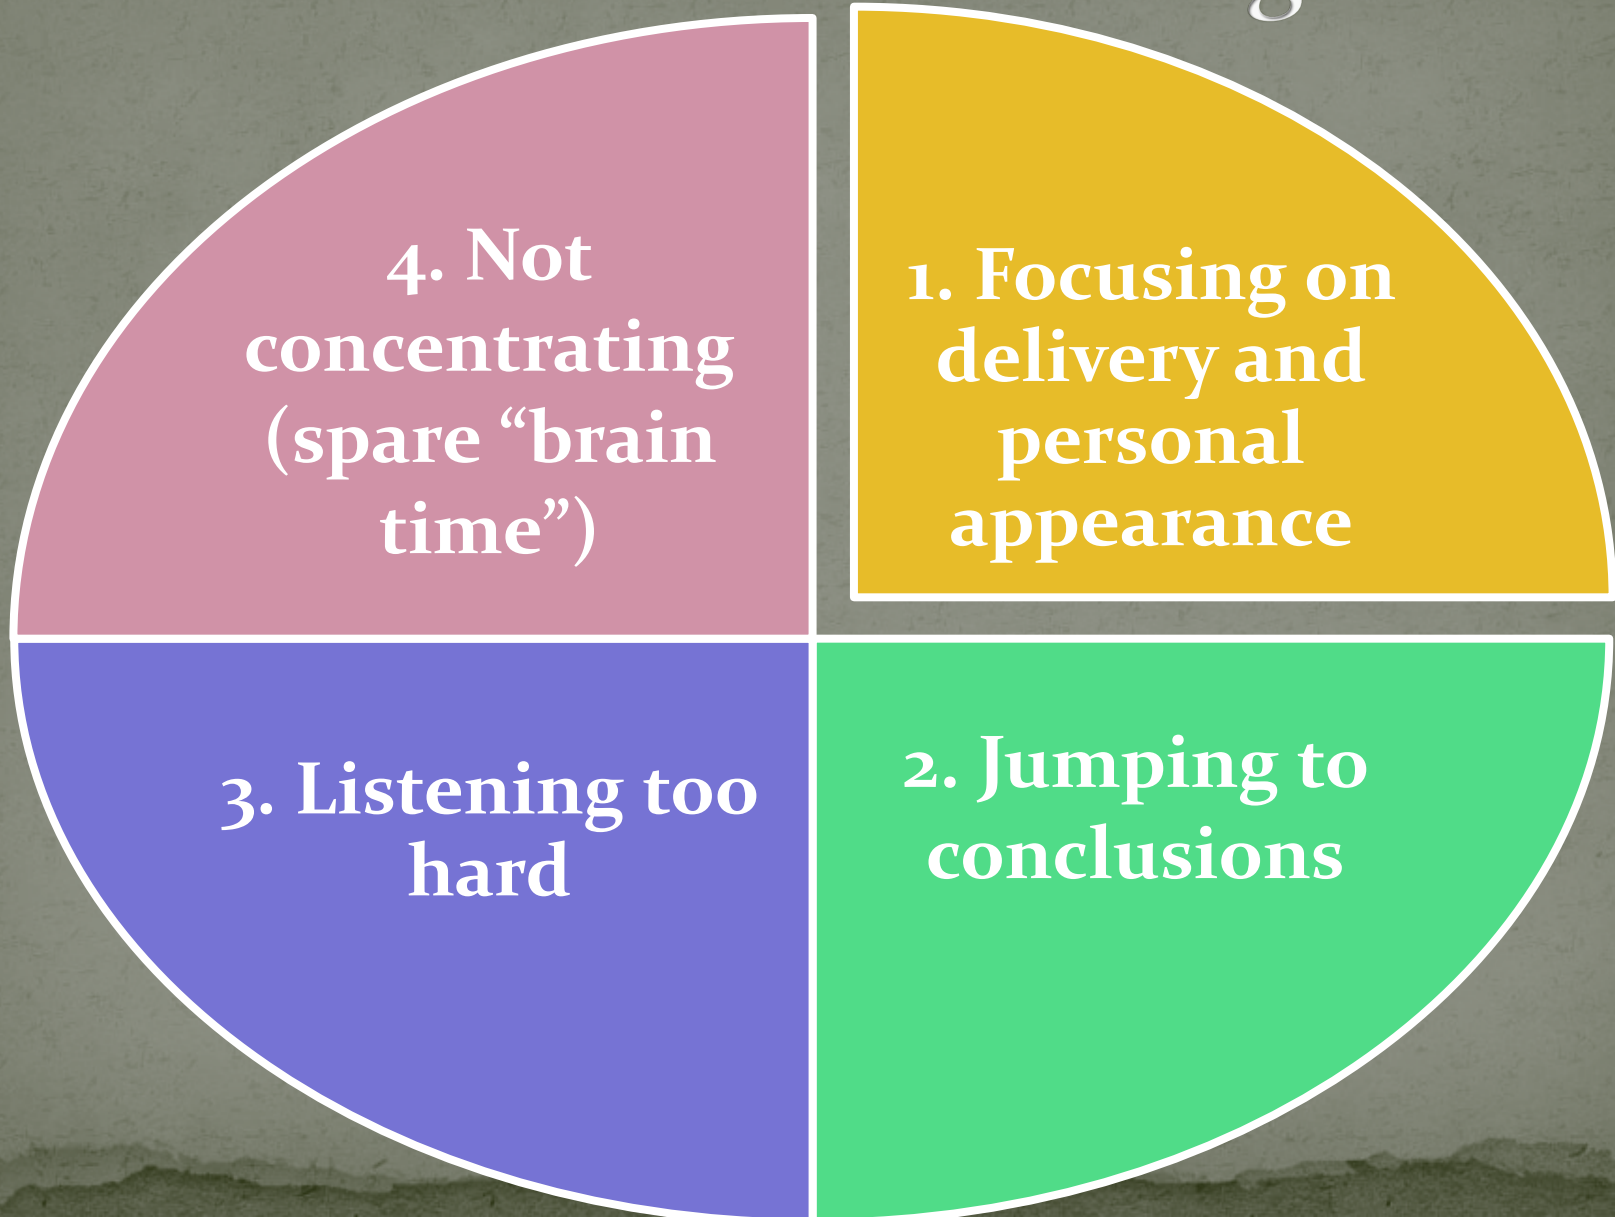 1. Focusing on
delivery and
personal
appearance
2. Jumping to
conclusions
3. Listening too
hard
4. Not
concentrating
(spare “brain
time”)